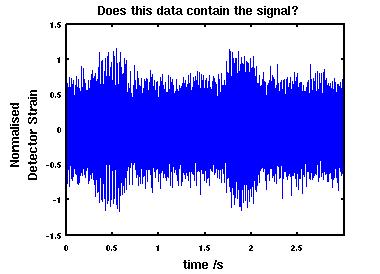 Does this data contain the signal?
1.5
1
0.5
0
-0.5
-1
-1.5
Normalised
Detector Strain
0 0.5 1 1.5 2 2.5
time /s